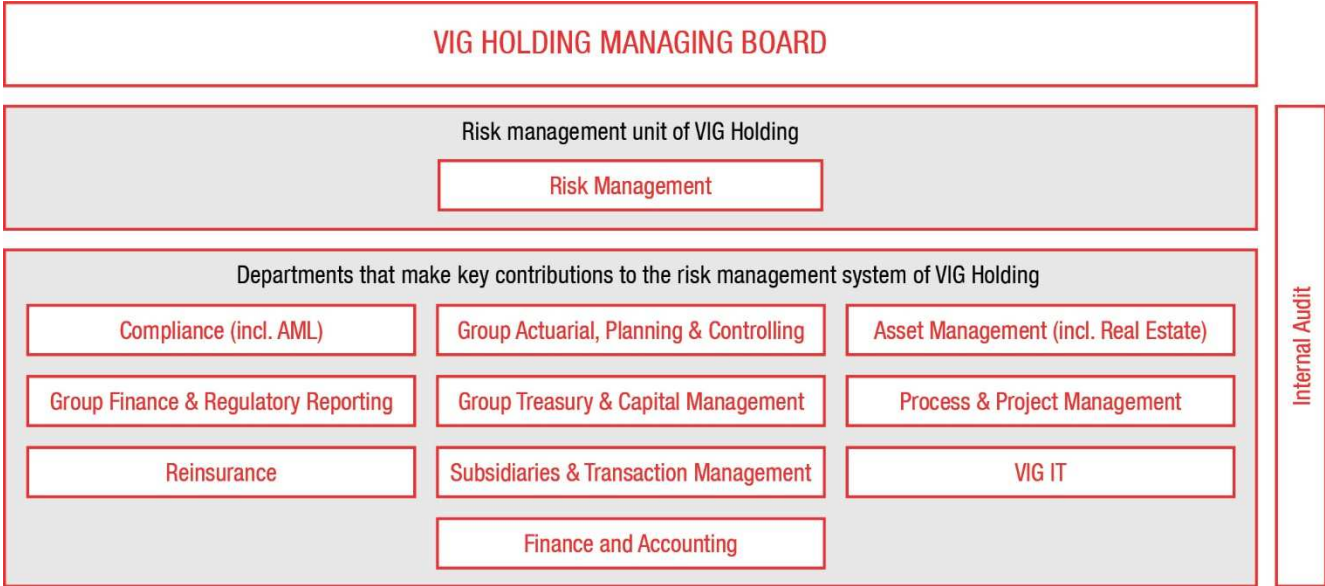 VIG HOLDING MANAGING BOARD
Risk management unit of VIG Holding
Risk Management
Departments that make key contributions to the risk management system of VIG Holding
Compliance (incl. AML)
Group Actuarial, Planning & Controlling
Asset Management (incl. Real Estate)
Group Finance & Regulatory Reporting
Group Treasury & Capital Management
Process & Project Management
Reinsurance
Subsidiaries & Transaction Management
VIG IT
Finance and Accounting
Internal Audit